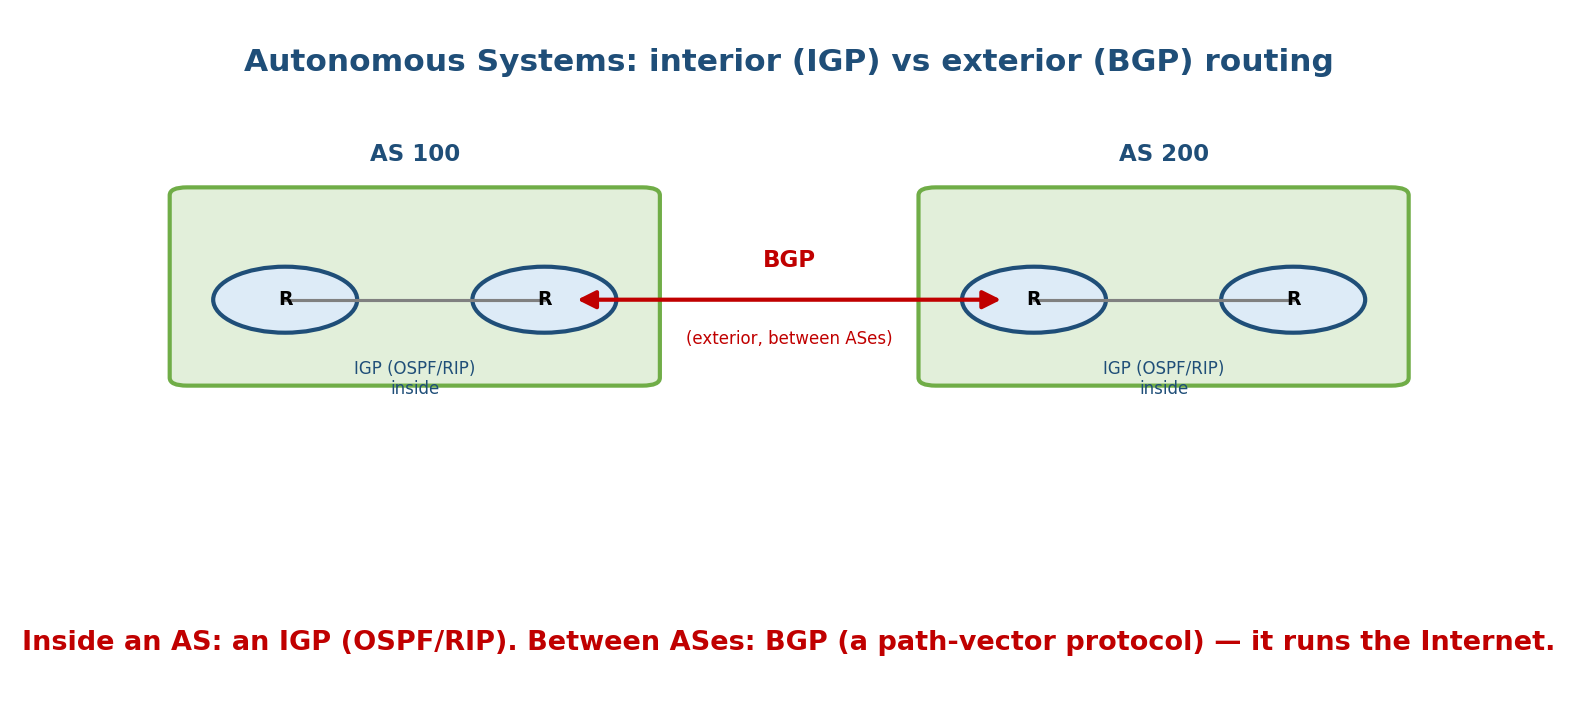 Autonomous Systems: interior (IGP) vs exterior (BGP) routing
AS 100
AS 200
BGP
R
R
R
R
(exterior, between ASes)
IGP (OSPF/RIP)
inside
IGP (OSPF/RIP)
inside
Inside an AS: an IGP (OSPF/RIP). Between ASes: BGP (a path-vector protocol) — it runs the Internet.